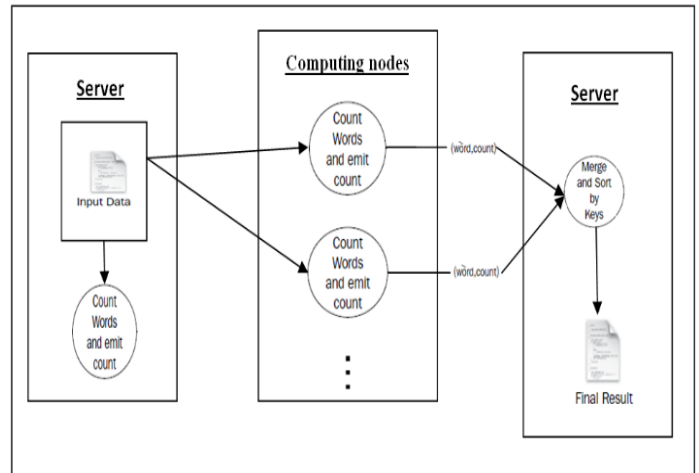 Server
Input Data
Count
Words
and emit
count
Computing nodes
Count
Words
and emit
count
Count
Words
and emit
count
(word,count)
(word,count)
Server
Merge
and Sort
by
Keys
Final Result